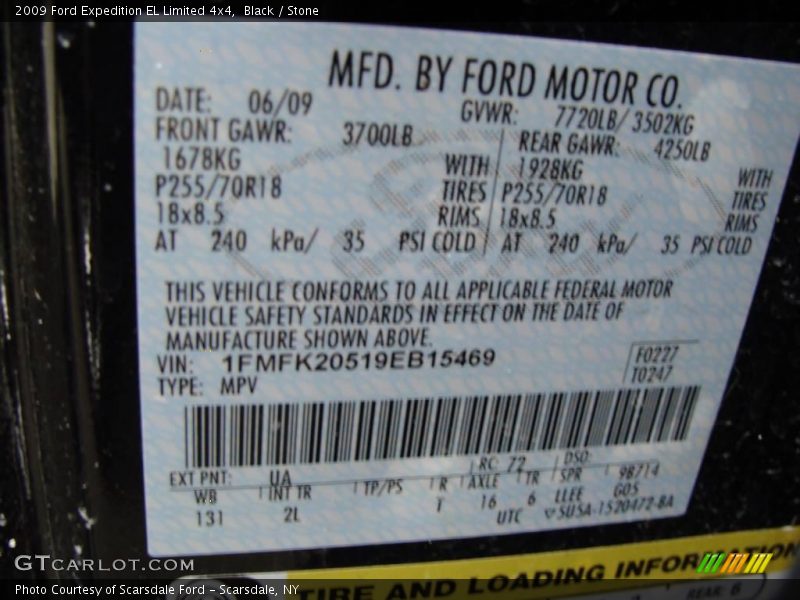 2009 Ford Expedition EL Limited 4x4, Black / Stone
MFD. BY FORD MOTOR CO.
DATE: 06/09 GVWR: 7720LB/ 3502KG
FRONT GAWR: 3700LB REAR GAWR: 4250LB
1678KG WITH 1928KG WITH
P255/70R18 TIRES P255/70R18 TIRES
18x8.5 RIMS 18x8.5 RIMS
AT 240 kPa/ 35 PSI COLD AT 240 kPa/ 35 PSI COLD
THIS VEHICLE CONFORMS TO ALL APPLICABLE FEDERAL MOTOR
VEHICLE SAFETY STANDARDS IN EFFECT ON THE DATE OF
MANUFACTURE SHOWN ABOVE.
VIN: 1FMFK20519EB15469 F0227
TYPE: MPV T0247
EXT PNT: UA RC: 72 DSO:
WB INT TR TP/PS R AXLE TR SPR 98714
131 2L T 16 6 LLEE G05
UTC 5U5A-1520472-BA
TIRE AND LOADING INFORMATION
REAR 6
GTCARLOT.COM
Photo Courtesy of Scarsdale Ford - Scarsdale, NY